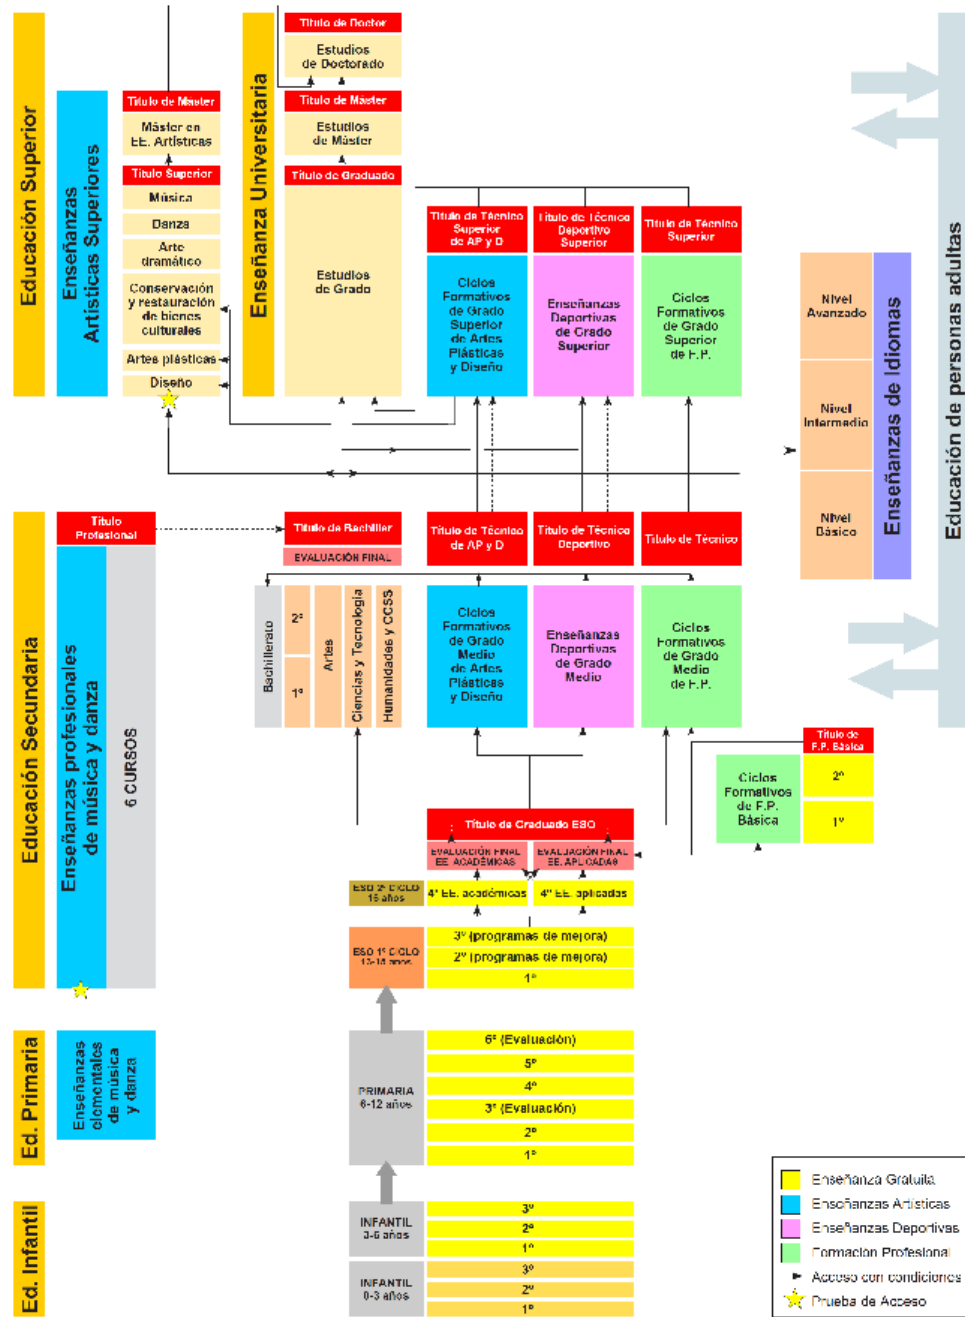 Educación Superior
Enseñanzas
Artísticas Superiores
Título de Máster
Máster en
EE. Artísticas
Título Superior
Música
Danza
Arte
dramático
Conservación
y restauración
de bienes
culturales
Artes plásticas
Diseño
Enseñanza Universitaria
Título de Doctor
Estudios
de Doctorado
Título de Máster
Estudios
de Máster
Título de Graduado
Estudios
de Grado
Título de Técnico
Superior
de AP y D
Ciclos
Formativos
de Grado
Superior
de Artes
Plásticas
y Diseño
Título de Técnico
Deportivo
Superior
Enseñanzas
Deportivas
de Grado
Superior
Título de Técnico
Superior
Ciclos
Formativos
de Grado
Superior
de F.P.
Nivel
Avanzado
Nivel
Intermedio
Nivel
Básico
Enseñanzas de Idiomas
Educación de personas adultas
Educación Secundaria
Título
Profesional
Enseñanzas profesionales
de música y danza
6 CURSOS
Título de Bachiller
EVALUACIÓN FINAL
Bachillerato
2º
1º
Artes
Ciencias y Tecnología
Humanidades y CCSS
Título de Técnico
de AP y D
Ciclos
Formativos
de Grado
Medio
de Artes
Plásticas
y Diseño
Título de Técnico
Deportivo
Enseñanzas
Deportivas
de Grado
Medio
Título de Técnico
Ciclos
Formativos
de Grado
Medio
de F.P.
Título de
F.P. Básica
Ciclos
Formativos
de F.P.
Básica
2º
1º
Título de Graduado ESO
EVALUACIÓN FINAL
EE. ACADÉMICAS
EVALUACIÓN FINAL
EE. APLICADAS
ESO 2º CICLO
16 años
4º EE. académicas
4º EE. aplicadas
ESO 1º CICLO
13-15 años
3º (programas de mejora)
2º (programas de mejora)
1º
Ed. Primaria
Enseñanzas
elementales
de música
y danza
PRIMARIA
6-12 años
6º (Evaluación)
5º
4º
3º (Evaluación)
2º
1º
Ed. Infantil
INFANTIL
3-6 años
3º
2º
1º
INFANTIL
0-3 años
3º
2º
1º
Enseñanza Gratuita
Enseñanzas Artísticas
Enseñanzas Deportivas
Formación Profesional
Acceso con condiciones
Prueba de Acceso